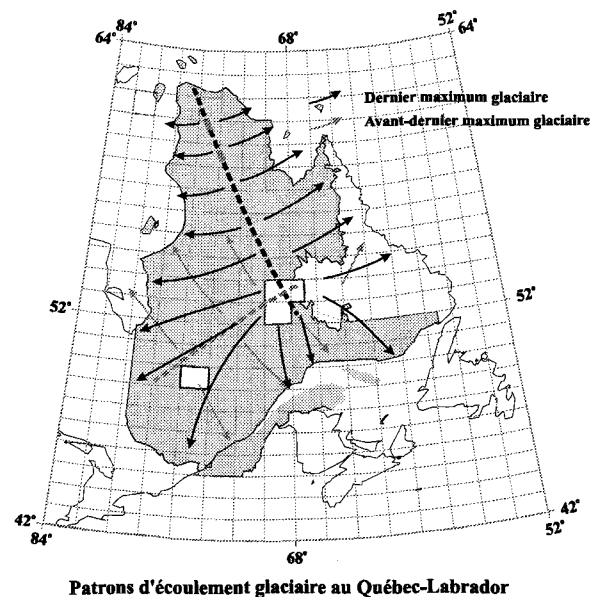 84° 68° 52°
64° 64°
Dernier maximum glaciaire
Avant-dernier maximum glaciaire
52° 52°
42° 42°
84° 68° 52°
Patrons d'écoulement glaciaire au Québec-Labrador